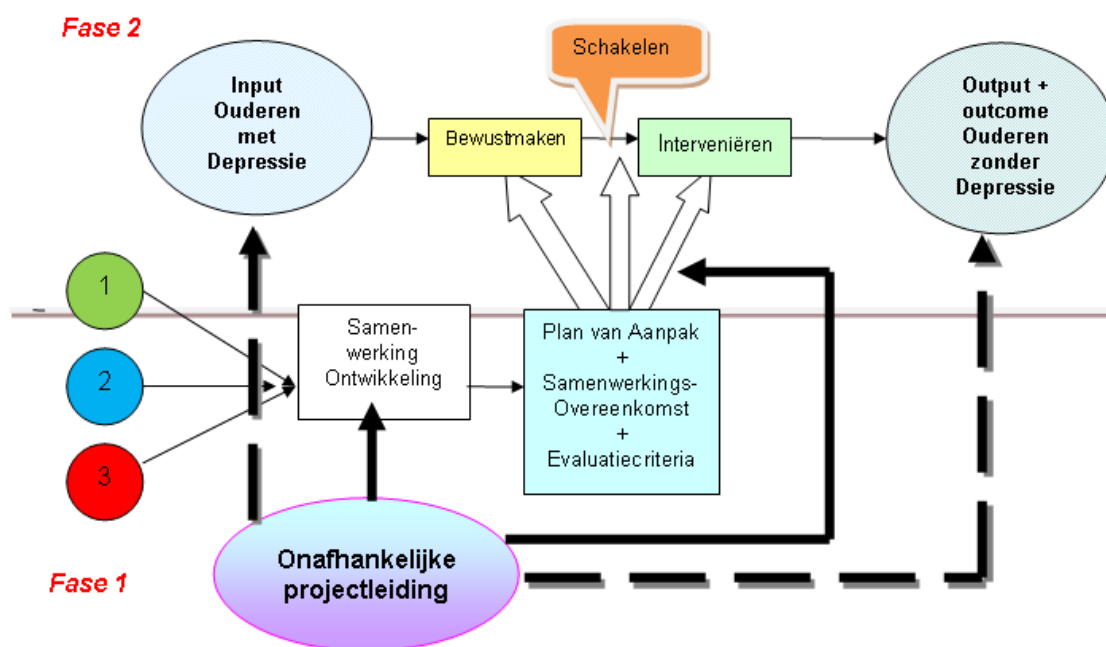 Fase 2
Schakelen
Input
Ouderen
met
Depressie
Bewustmaken
Interveniëren
Output +
outcome
Ouderen
zonder
Depressie
1
2
3
Samen-
werking
Ontwikkeling
Plan van Aanpak
+
Samenwerkings-
Overeenkomst
+
Evaluatiecriteria
Onafhankelijke
projectleiding
Fase 1